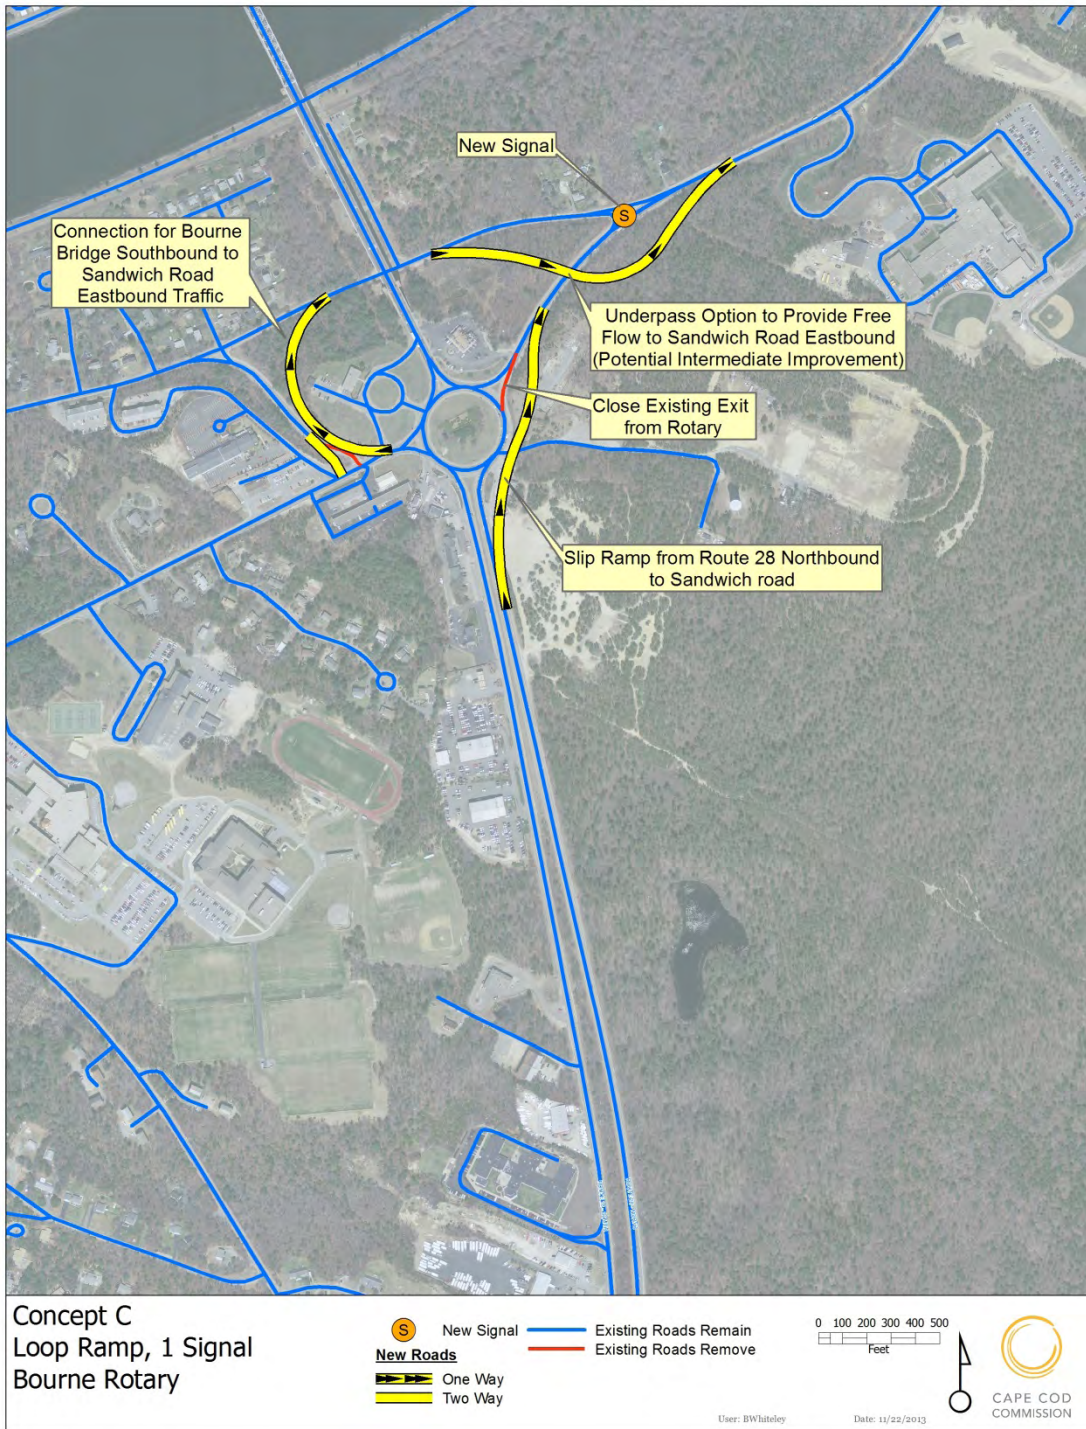 New Signal
S
Connection for Bourne
Bridge Southbound to
Sandwich Road
Eastbound Traffic
Underpass Option to Provide Free
Flow to Sandwich Road Eastbound
(Potential Intermediate Improvement)
Close Existing Exit
from Rotary
Slip Ramp from Route 28 Northbound
to Sandwich road
Concept C
Loop Ramp, 1 Signal
Bourne Rotary
S New Signal
New Roads
One Way
Two Way
Existing Roads Remain
Existing Roads Remove
0 100 200 300 400 500
Feet
CAPE COD
COMMISSION
User: BWhiteley
Date: 11/22/2013